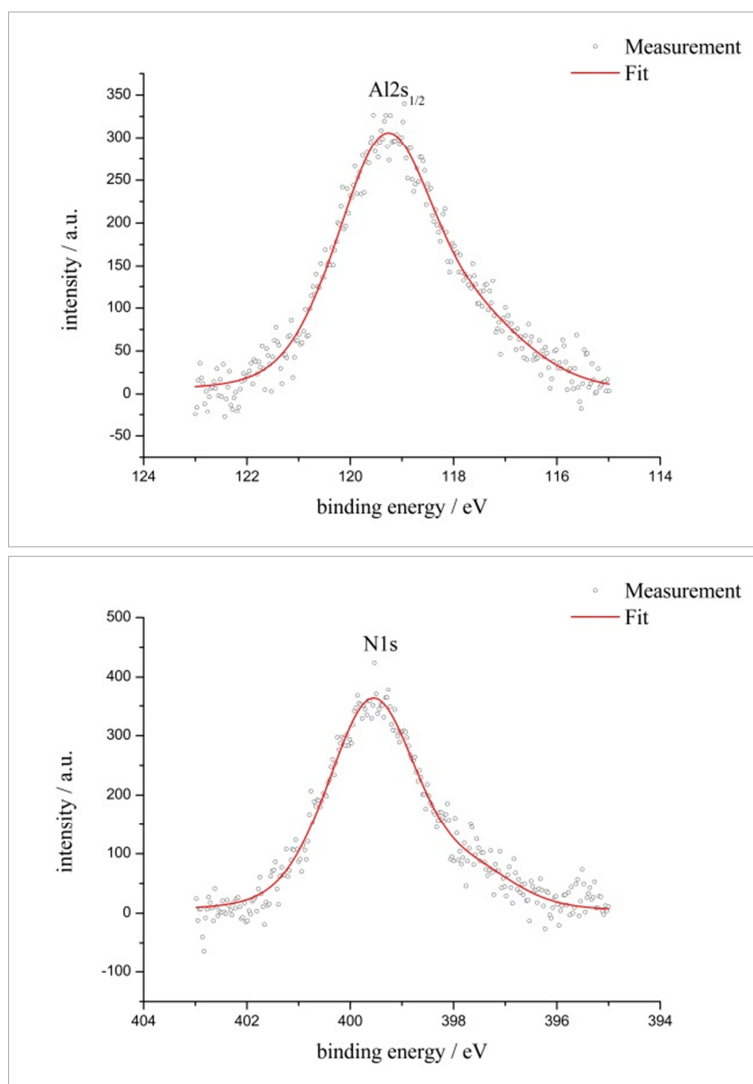 Measurement
Fit
Al2s1/2
350
300
250
200
150
100
50
0
-50
intensity / a.u.
124 122 120 118 116 114
binding energy / eV
Measurement
Fit
N1s
500
400
300
200
100
0
-100
intensity / a.u.
404 402 400 398 396 394
binding energy / eV